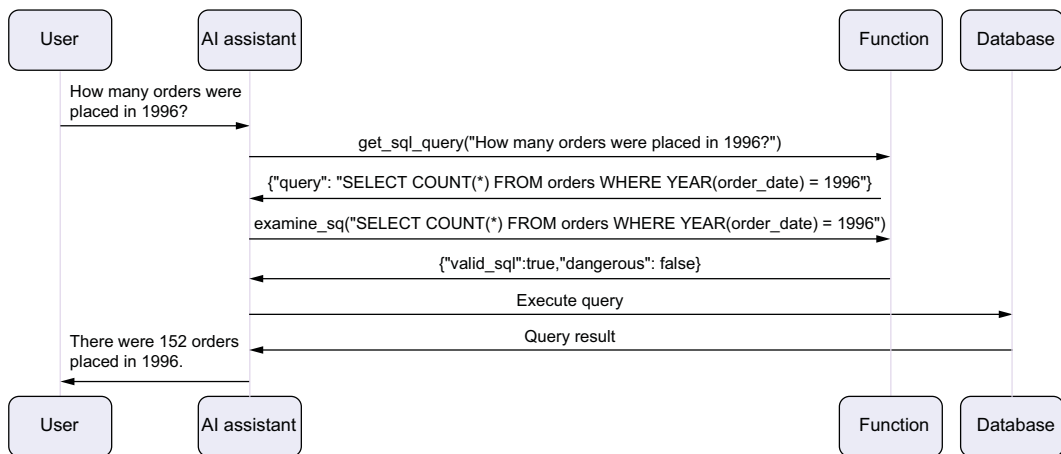 User
AI assistant
Function
Database
How many orders were
placed in 1996?
get_sql_query("How many orders were placed in 1996?")
{"query": "SELECT COUNT(*) FROM orders WHERE YEAR(order_date) = 1996"}
examine_sq("SELECT COUNT(*) FROM orders WHERE YEAR(order_date) = 1996")
{"valid_sql":true,"dangerous": false}
Execute query
Query result
There were 152 orders
placed in 1996.
User
AI assistant
Function
Database